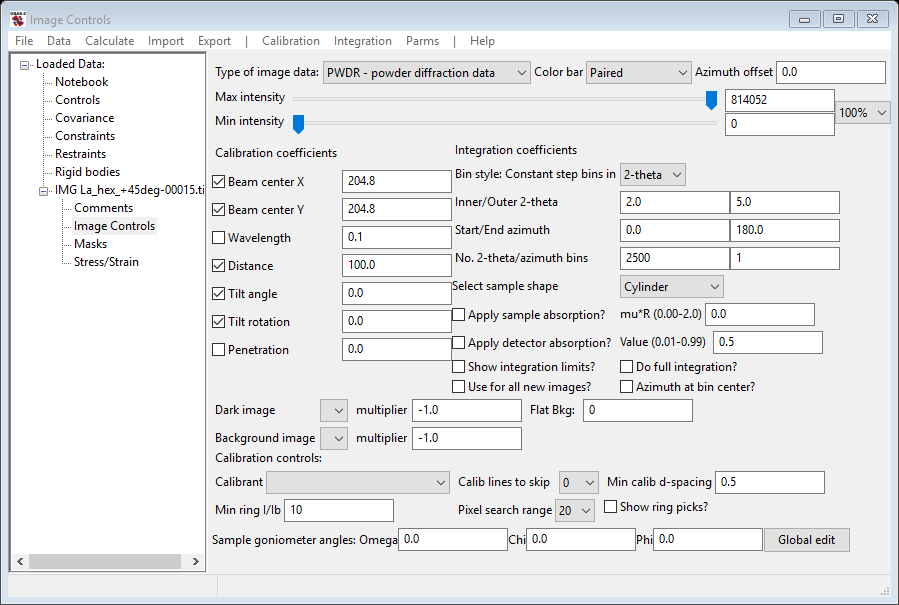 Image Controls
File Data Calculate Import Export | Calibration Integration Parms | Help
Loaded Data:
Notebook
Controls
Covariance
Constraints
Restraints
Rigid bodies
IMG La_hex_+45deg-00015.ti
Comments
Image Controls
Masks
Stress/Strain
Type of image data: PWDR - powder diffraction data Color bar Paired Azimuth offset 0.0
Max intensity 814052
Min intensity 0 100%
Calibration coefficients
Beam center X 204.8
Beam center Y 204.8
Wavelength 0.1
Distance 100.0
Tilt angle 0.0
Tilt rotation 0.0
Penetration 0.0
Integration coefficients
Bin style: Constant step bins in 2-theta
Inner/Outer 2-theta 2.0 5.0
Start/End azimuth 0.0 180.0
No. 2-theta/azimuth bins 2500 1
Select sample shape Cylinder
Apply sample absorption? mu*R (0.00-2.0) 0.0
Apply detector absorption? Value (0.01-0.99) 0.5
Show integration limits? Do full integration?
Use for all new images? Azimuth at bin center?
Dark image multiplier -1.0 Flat Bkg: 0
Background image multiplier -1.0
Calibration controls:
Calibrant Calib lines to skip 0 Min calib d-spacing 0.5
Min ring I/Ib 10 Pixel search range 20 Show ring picks?
Sample goniometer angles: Omega 0.0 Chi 0.0 Phi 0.0 Global edit